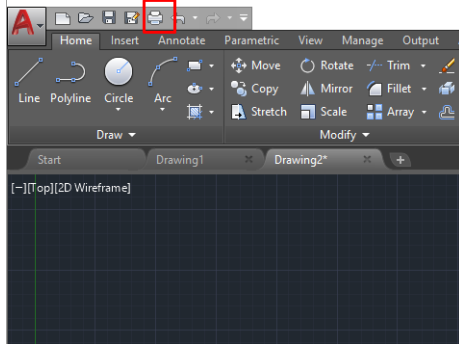 A
Home Insert Annotate Parametric View Manage Output
Move Rotate Trim
Copy Mirror Fillet
Line Polyline Circle Arc
Stretch Scale Array
Draw Modify
Start Drawing1 Drawing2*
[−][Top][2D Wireframe]